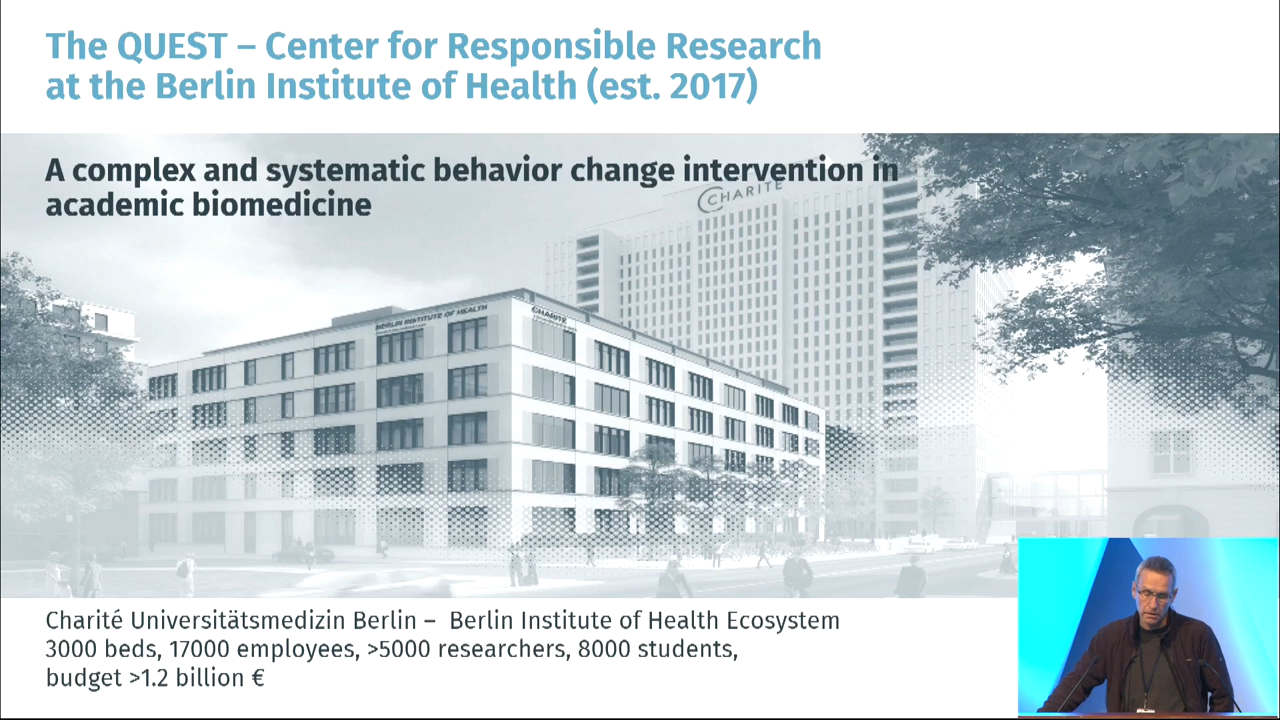 The QUEST – Center for Responsible Research
at the Berlin Institute of Health (est. 2017)
A complex and systematic behavior change intervention in
academic biomedicine
CHARITÉ
BERLIN INSTITUTE OF HEALTH
CHARITÉ
Charité Universitätsmedizin Berlin – Berlin Institute of Health Ecosystem
3000 beds, 17000 employees, >5000 researchers, 8000 students,
budget >1.2 billion €